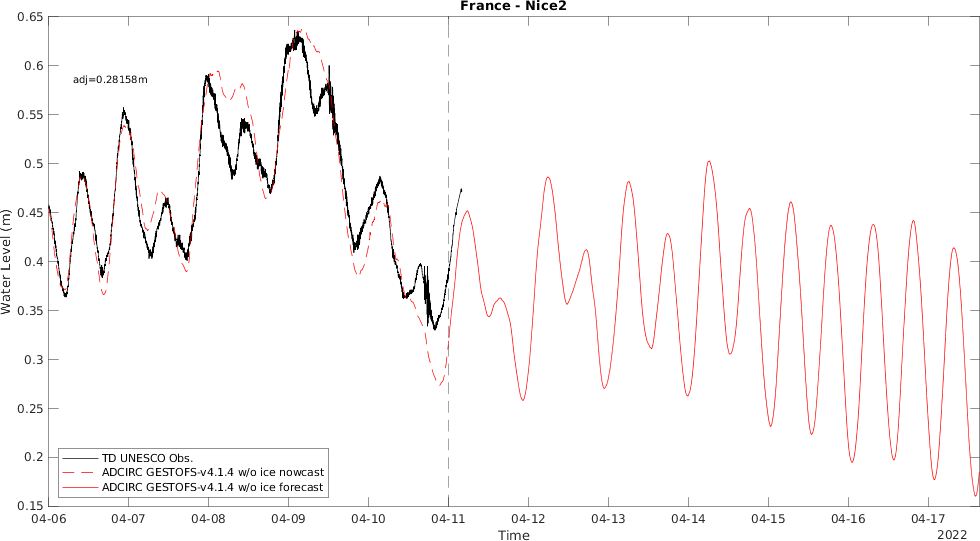 France - Nice2
0.65
0.6
0.55
0.5
0.45
0.4
0.35
0.3
0.25
0.2
0.15
Water Level (m)
adj=0.28158m
TD UNESCO Obs.
ADCIRC GESTOFS-v4.1.4 w/o ice nowcast
ADCIRC GESTOFS-v4.1.4 w/o ice forecast
04-06 04-07 04-08 04-09 04-10 04-11 04-12 04-13 04-14 04-15 04-16 04-17
Time
2022